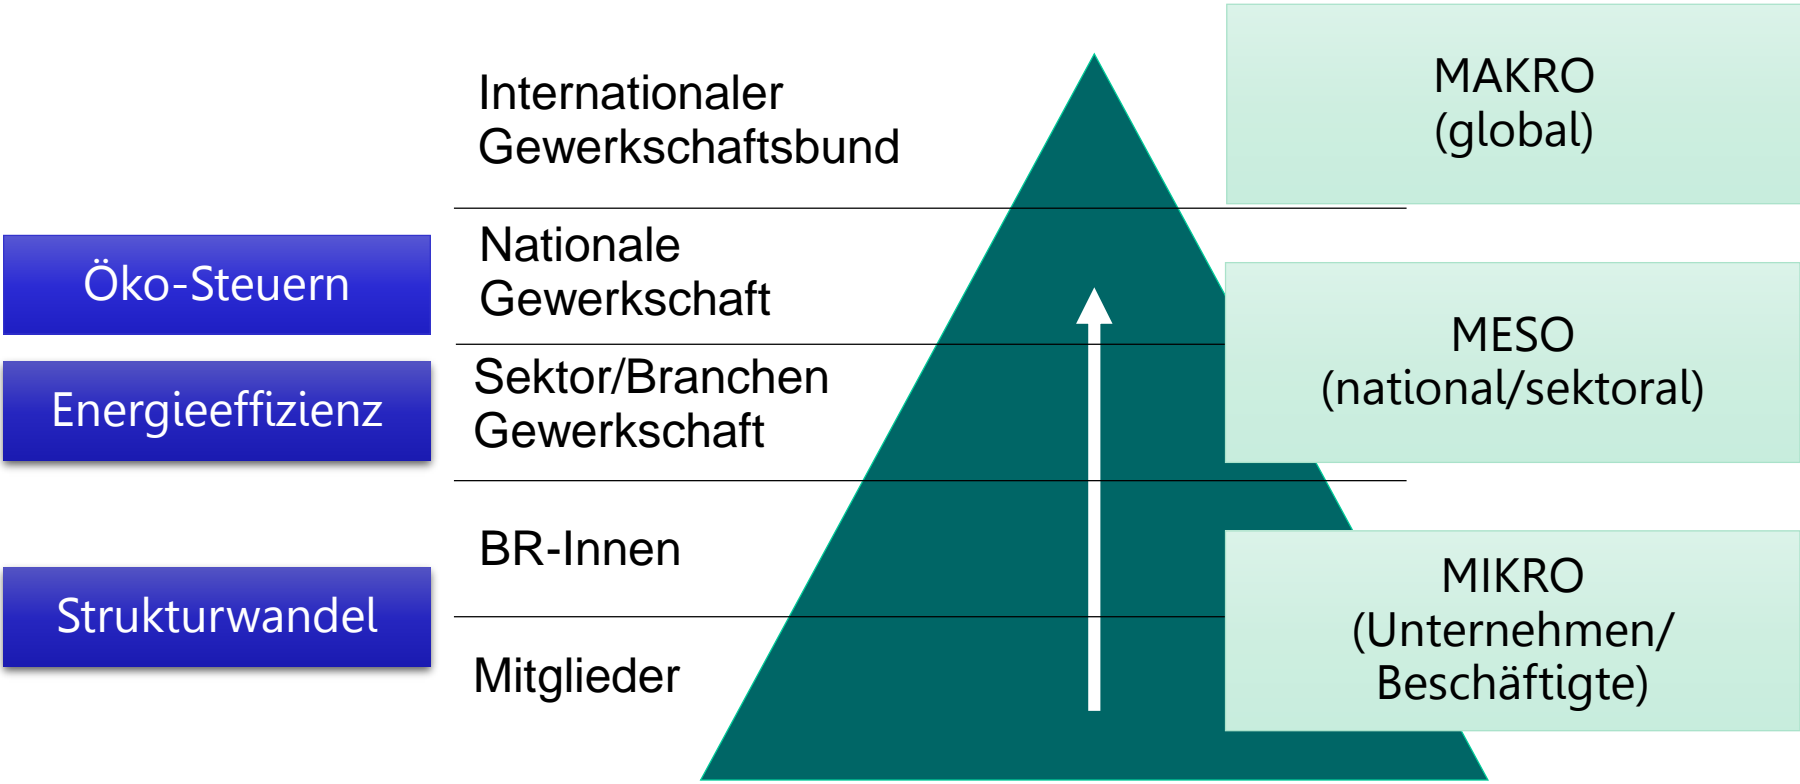 Internationaler
Gewerkschaftsbund
MAKRO
(global)
Öko-Steuern
Nationale
Gewerkschaft
MESO
(national/sektoral)
Energieeffizienz
Sektor/Branchen
Gewerkschaft
BR-Innen
Strukturwandel
Mitglieder
MIKRO
(Unternehmen/
Beschäftigte)